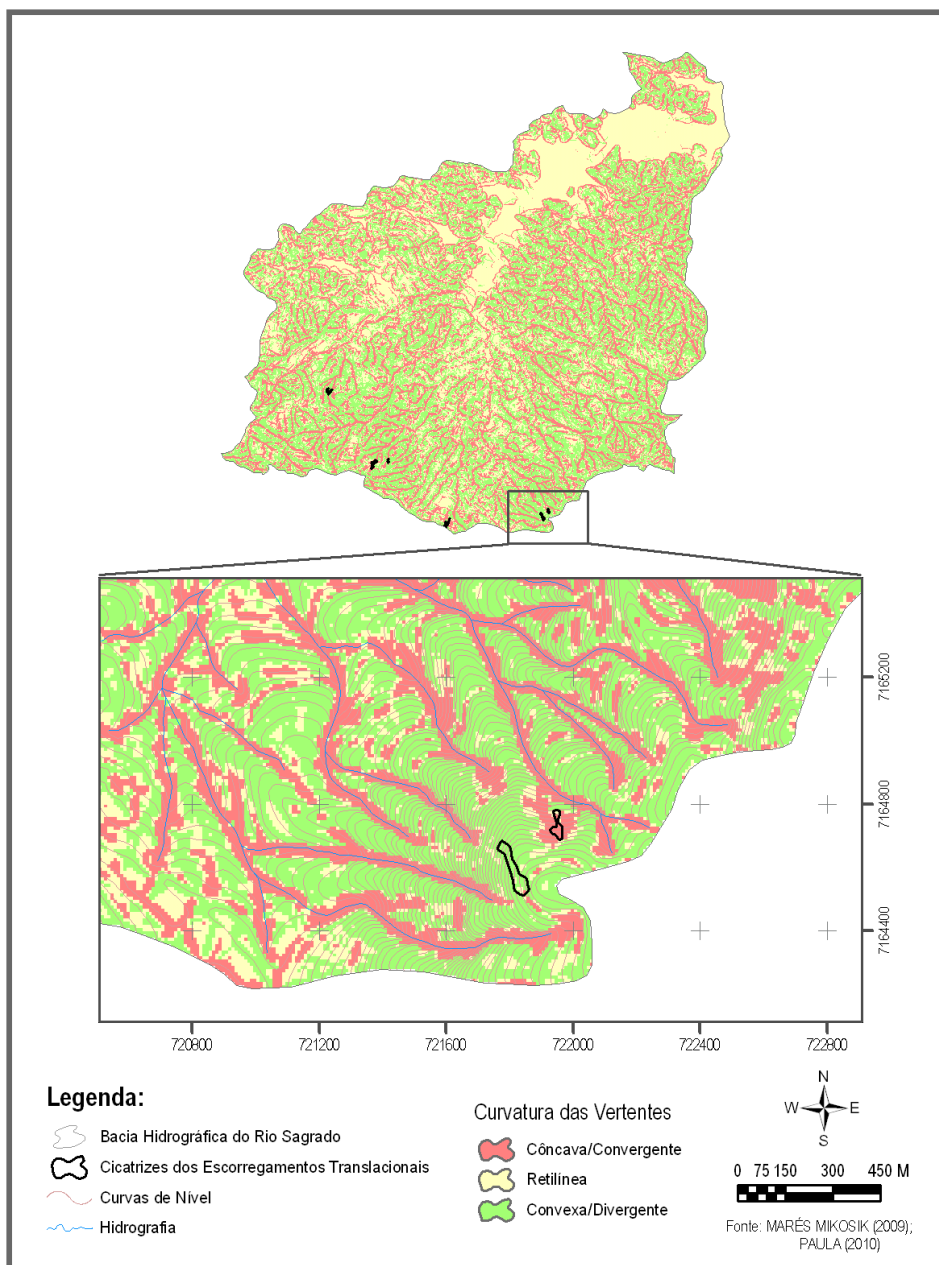 7165200
7164800
7164400
720800
721200
721600
722000
722400
722800
Legenda:
Bacia Hidrográfica do Rio Sagrado
Cicatrizes dos Escorregamentos Translacionais
Curvas de Nível
Hidrografia
Curvatura das Vertentes
Côncava/Convergente
Retilínea
Convexa/Divergente
N
W
E
S
0 75 150 300 450 M
Fonte: MARÉS MIKOSIK (2009);
PAULA (2010)